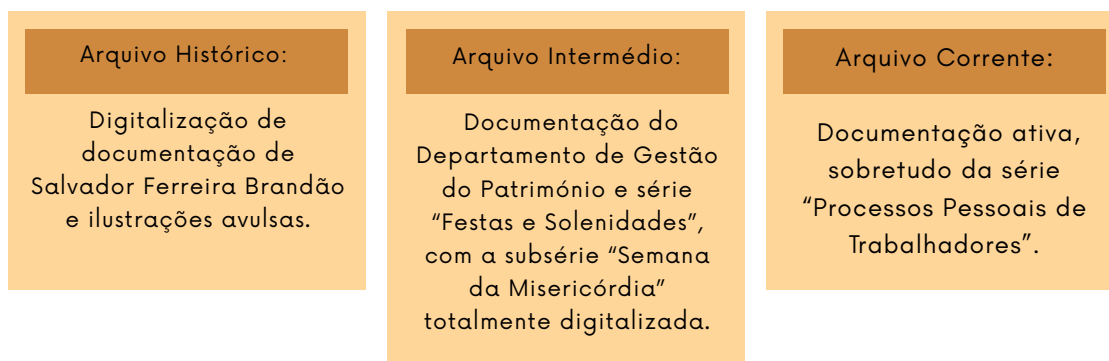 Arquivo Histórico:
Digitalização de
documentação de
Salvador Ferreira Brandão
e ilustrações avulsas.
Arquivo Intermédio:
Documentação do
Departamento de Gestão
do Património e série
“Festas e Solenidades”,
com a subsérie “Semana
da Misericórdia”
totalmente digitalizada.
Arquivo Corrente:
Documentação ativa,
sobretudo da série
“Processos Pessoais de
Trabalhadores”.